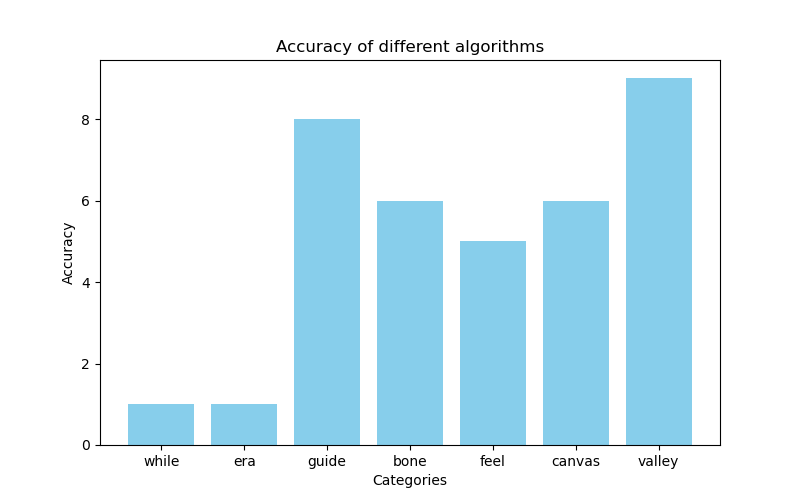 Accuracy of different algorithms
Accuracy
8
6
4
2
0
while era guide bone feel canvas valley
Categories